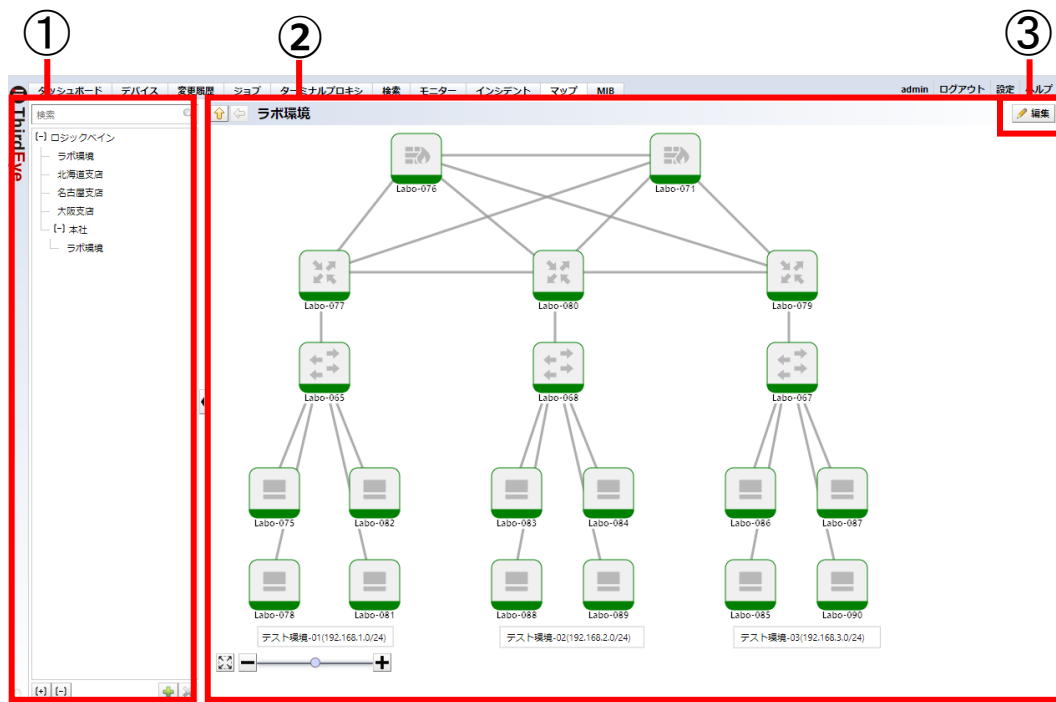 ① ② ③
ダッシュボード デバイス 変更履歴 ジョブ ターミナルプロキシ 検索 モニター インシデント マップ MIB admin ログアウト 設定 ヘルプ
ThirdEye
検索
ラボ環境
編集
[-] ロジックベイン
ラボ環境
北海道支店
名古屋支店
大阪支店
[-] 本社
ラボ環境
Labo-076 Labo-071
Labo-077 Labo-080 Labo-079
Labo-065 Labo-068 Labo-067
Labo-075 Labo-082 Labo-083 Labo-084 Labo-086 Labo-087
Labo-078 Labo-081 Labo-088 Labo-089 Labo-085 Labo-090
テスト環境-01(192.168.1.0/24) テスト環境-02(192.168.2.0/24) テスト環境-03(192.168.3.0/24)
[+] [-]